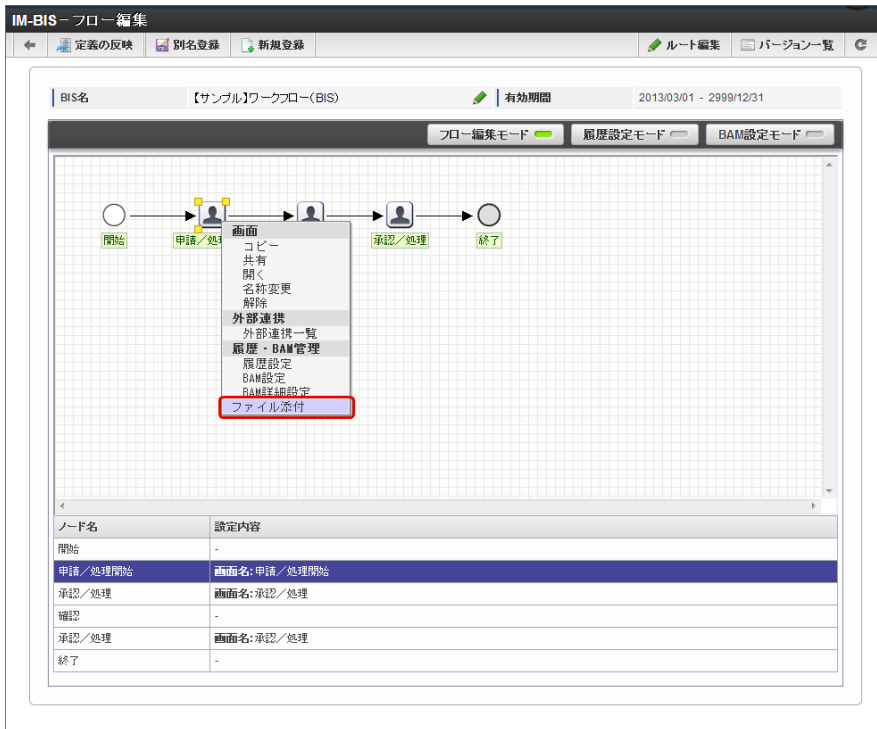 IM-BIS－フロー編集
定義の反映 別名登録 新規登録 ルート編集 バージョン一覧
BIS名 【サンプル】ワークフロー(BIS) 有効期間 2013/03/01 - 2999/12/31
フロー編集モード 履歴設定モード BAM設定モード
開始 申請／処 承認／処理 終了
画面
コピー
共有
開く
名称変更
解除
外部連携
外部連携一覧
履歴・BAM管理
履歴設定
BAM設定
BAM詳細設定
ファイル添付
ノード名 設定内容
開始 -
申請／処理開始 画面名:申請／処理開始
承認／処理 画面名:承認／処理
確認 -
承認／処理 画面名:承認／処理
終了 -